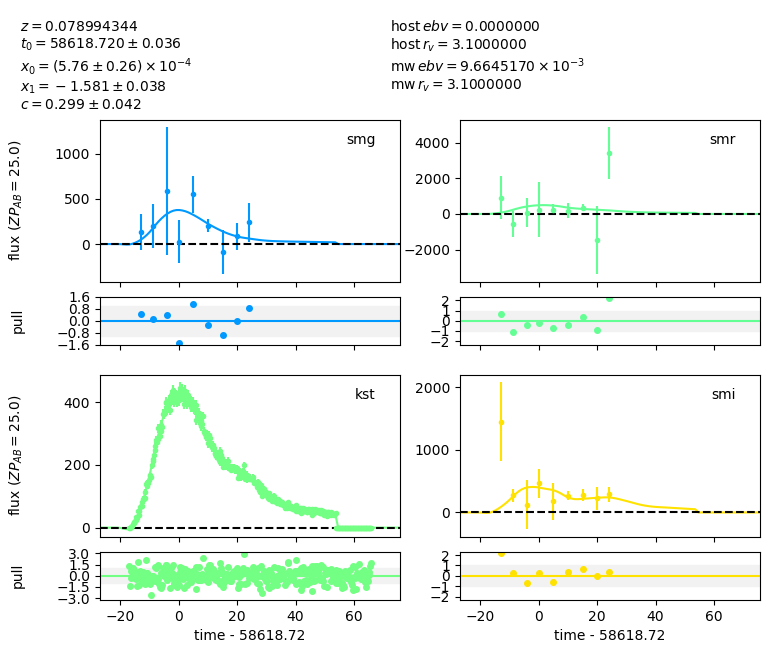 z = 0.078994344
t₀ = 58618.720 ± 0.036
x₀ = (5.76 ± 0.26) × 10⁻⁴
x₁ = −1.581 ± 0.038
c = 0.299 ± 0.042
host ebv = 0.0000000
host r_v = 3.1000000
mw ebv = 9.6645170 × 10⁻³
mw r_v = 3.1000000
flux (ZP_AB = 25.0)
1000
500
0
smg
4000
2000
0
−2000
smr
pull
1.6
0.8
0.0
−0.8
−1.6
2
1
0
−1
−2
flux (ZP_AB = 25.0)
400
200
0
kst
2000
1000
0
smi
pull
3.0
1.5
0.0
−1.5
−3.0
−20 0 20 40 60
time - 58618.72
2
1
0
−1
−2
−20 0 20 40 60
time - 58618.72